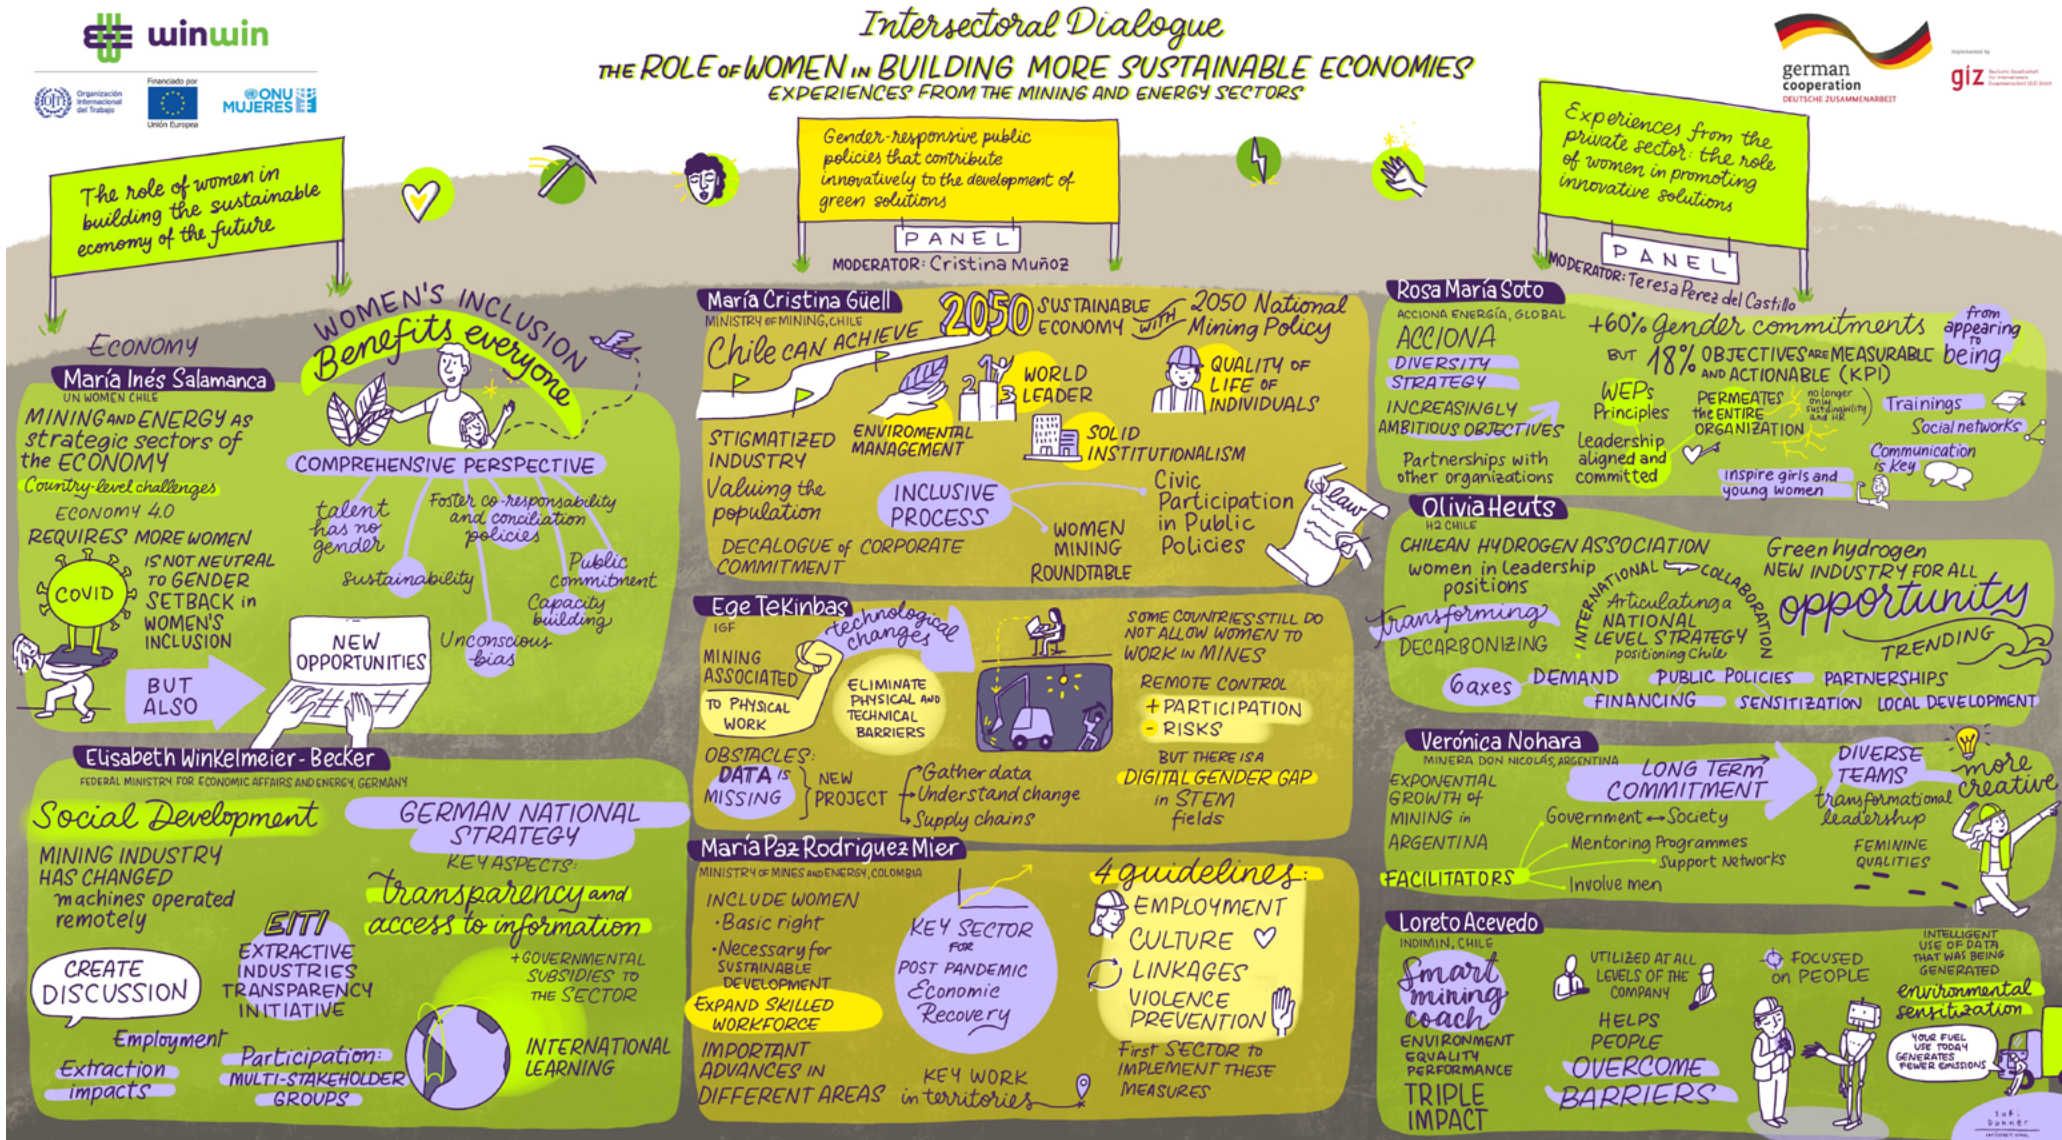 winwin
Organización
Internacional
del Trabajo
Financiado por
Unión Europea
ONU
MUJERES
Intersectoral Dialogue
THE ROLE OF WOMEN IN BUILDING MORE SUSTAINABLE ECONOMIES
EXPERIENCES FROM THE MINING AND ENERGY SECTORS
german
cooperation
DEUTSCHE ZUSAMMENARBEIT
Implemented by
giz
The role of women in
building the sustainable
economy of the future
WOMEN'S INCLUSION
Benefits everyone
ECONOMY
María Inés Salamanca
UN WOMEN CHILE
MINING AND ENERGY AS
strategic sectors of
the ECONOMY
Country-level challenges
ECONOMY 4.0
REQUIRES MORE WOMEN
COVID
IS NOT NEUTRAL
TO GENDER
SETBACK in
WOMEN'S
INCLUSION
BUT
ALSO
NEW
OPPORTUNITIES
COMPREHENSIVE PERSPECTIVE
talent
has no
gender
Sustainability
Foster co-responsability
and conciliation
policies
Unconscious
bias
Public
commitment
Capacity
building
Elisabeth Winkelmeier-Becker
FEDERAL MINISTRY FOR ECONOMIC AFFAIRS AND ENERGY, GERMANY
Social Development
MINING INDUSTRY
HAS CHANGED
machines operated
remotely
CREATE
DISCUSSION
Employment
Extraction
impacts
EITI
EXTRACTIVE
INDUSTRIES
TRANSPARENCY
INITIATIVE
Participation:
MULTI-STAKEHOLDER
GROUPS
GERMAN NATIONAL
STRATEGY
KEY ASPECTS:
transparency and
access to information
+GOVERNMENTAL
SUBSIDIES TO
THE SECTOR
INTERNATIONAL
LEARNING
Gender-responsive public
policies that contribute
innovatively to the development of
green solutions
PANEL
MODERATOR: Cristina Muñoz
María Cristina Güell
MINISTRY OF MINING, CHILE
Chile CAN ACHIEVE
2050
SUSTAINABLE
ECONOMY
WITH
2050 National
Mining Policy
1
2
3
WORLD
LEADER
QUALITY OF
LIFE OF
INDIVIDUALS
ENVIROMENTAL
MANAGEMENT
SOLID
INSTITUTIONALISM
STIGMATIZED
INDUSTRY
Valuing the
population
INCLUSIVE
PROCESS
Civic
Participation
in Public
Policies
WOMEN
MINING
ROUNDTABLE
law
DECALOGUE of CORPORATE
COMMITMENT
Ege Tekinbas
IGF
technological
changes
MINING
ASSOCIATED
TO PHYSICAL
WORK
ELIMINATE
PHYSICAL AND
TECHNICAL
BARRIERS
SOME COUNTRIES STILL DO
NOT ALLOW WOMEN TO
WORK IN MINES
REMOTE CONTROL
+ PARTICIPATION
- RISKS
BUT THERE IS A
DIGITAL GENDER GAP
in STEM
fields
OBSTACLES:
DATA IS
MISSING
NEW
PROJECT
Gather data
Understand change
Supply chains
María Paz Rodriguez Mier
MINISTRY OF MINES AND ENERGY, COLOMBIA
INCLUDE WOMEN
·Basic right
·Necessary for
SUSTAINABLE
DEVELOPMENT
EXPAND SKILLED
WORKFORCE
IMPORTANT
ADVANCES IN
DIFFERENT AREAS
KEY SECTOR
FOR
POST PANDEMIC
Economic
Recovery
KEY WORK
in territories
4 guidelines:
EMPLOYMENT
CULTURE
LINKAGES
VIOLENCE
PREVENTION
First SECTOR to
IMPLEMENT THESE
MEASURES
Experiences from the
private sector: the role
of women in promoting
innovative solutions
PANEL
MODERATOR: Teresa Perez del Castillo
Rosa María Soto
ACCIONA ENERGÍA, GLOBAL
ACCIONA
DIVERSITY
STRATEGY
INCREASINGLY
AMBITIOUS OBJECTIVES
Partnerships with
other organizations
+60% gender commitments
BUT 18% OBJECTIVES ARE MEASURABLE
AND ACTIONABLE (KPI)
from
appearing
to
being
WEPs
Principles
Leadership
aligned and
committed
PERMEATES
the ENTIRE
ORGANIZATION
no longer
only
sustainability
and HR
Trainings
Social networks
Communication
is key
inspire girls and
young women
Olivia Heuts
H2 CHILE
CHILEAN HYDROGEN ASSOCIATION
women in leadership
positions
transforming
DECARBONIZING
INTERNATIONAL COLLABORATION
Articulating a
NATIONAL
LEVEL STRATEGY
positioning Chile
Green hydrogen
NEW INDUSTRY FOR ALL
opportunity
TRENDING
6 axes
DEMAND
FINANCING
PUBLIC POLICIES
SENSITIZATION
PARTNERSHIPS
LOCAL DEVELOPMENT
Verónica Nohara
MINERA DON NICOLÁS, ARGENTINA
EXPONENTIAL
GROWTH of
MINING in
ARGENTINA
FACILITATORS
LONG TERM
COMMITMENT
Government ↔ Society
Mentoring Programmes
Support Networks
Involve men
DIVERSE
TEAMS
transformational
leadership
FEMININE
QUALITIES
more
creative
Loreto Acevedo
INDIMIN, CHILE
Smart
mining
coach
ENVIRONMENT
EQUALITY
PERFORMANCE
TRIPLE
IMPACT
UTILIZED AT ALL
LEVELS OF THE
COMPANY
HELPS
PEOPLE
OVERCOME
BARRIERS
FOCUSED
on PEOPLE
INTELLIGENT
USE OF DATA
THAT WAS BEING
GENERATED
environmental
sensitization
YOUR FUEL
USE TODAY
GENERATES
FEWER EMISSIONS
Sofi
Donner